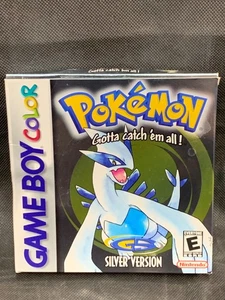 GAME BOY COLOR
POKéMON
Gotta catch 'em all!
SILVER VERSION
E
Nintendo